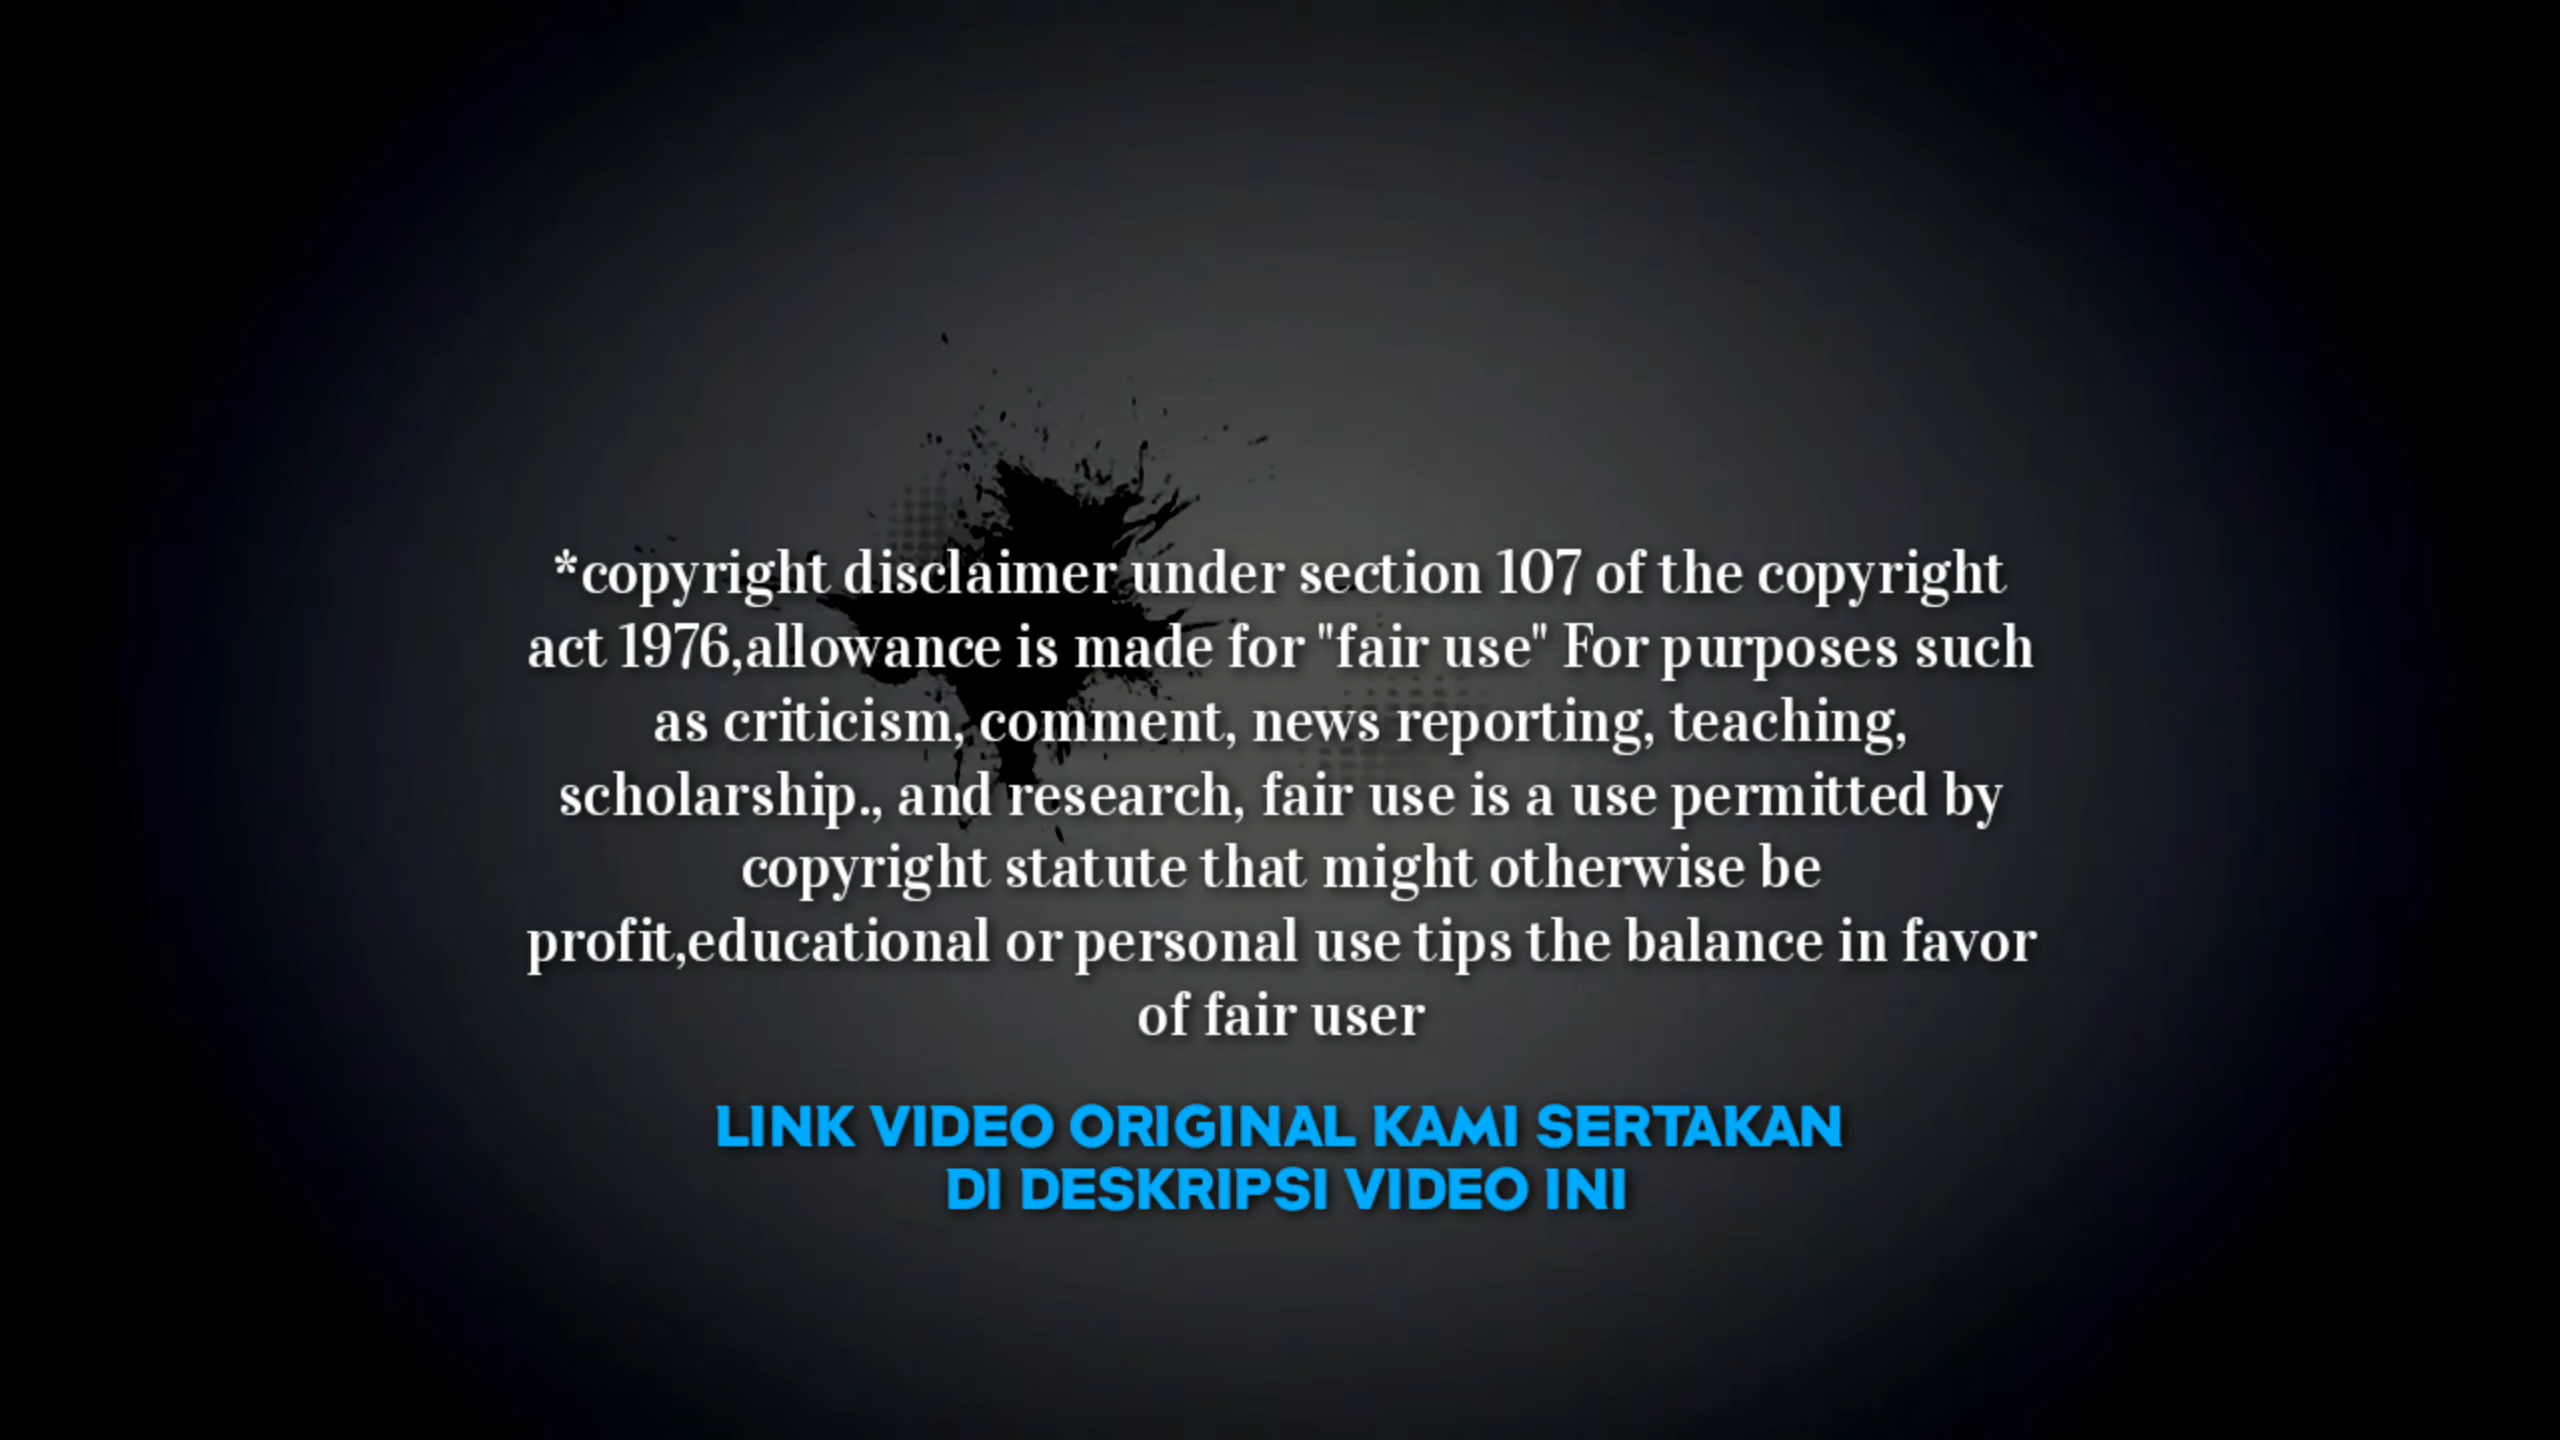 *copyright disclaimer under section 107 of the copyright
act 1976,allowance is made for "fair use" For purposes such
as criticism, comment, news reporting, teaching,
scholarship., and research, fair use is a use permitted by
copyright statute that might otherwise be
profit,educational or personal use tips the balance in favor
of fair user
LINK VIDEO ORIGINAL KAMI SERTAKAN
DI DESKRIPSI VIDEO INI